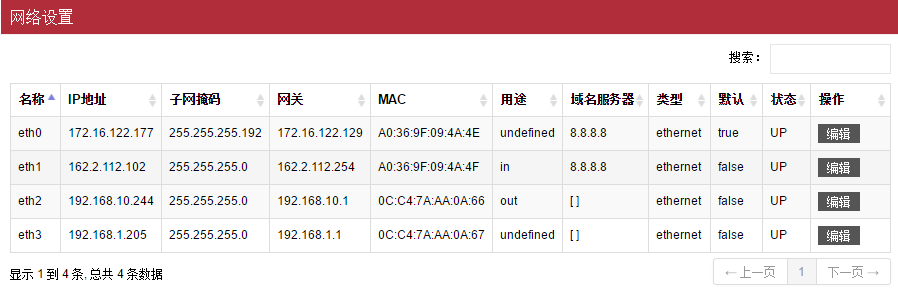 网络设置
搜索：
名称 IP地址 子网掩码 网关 MAC 用途 域名服务器 类型 默认 状态 操作
eth0 172.16.122.177 255.255.255.192 172.16.122.129 A0:36:9F:09:4A:4E undefined 8.8.8.8 ethernet true UP 编辑
eth1 162.2.112.102 255.255.255.0 162.2.112.254 A0:36:9F:09:4A:4F in 8.8.8.8 ethernet false UP 编辑
eth2 192.168.10.244 255.255.255.0 192.168.10.1 0C:C4:7A:AA:0A:66 out [ ] ethernet false UP 编辑
eth3 192.168.1.205 255.255.255.0 192.168.1.1 0C:C4:7A:AA:0A:67 undefined [ ] ethernet false UP 编辑
显示 1 到 4 条, 总共 4 条数据 ← 上一页 1 下一页 →